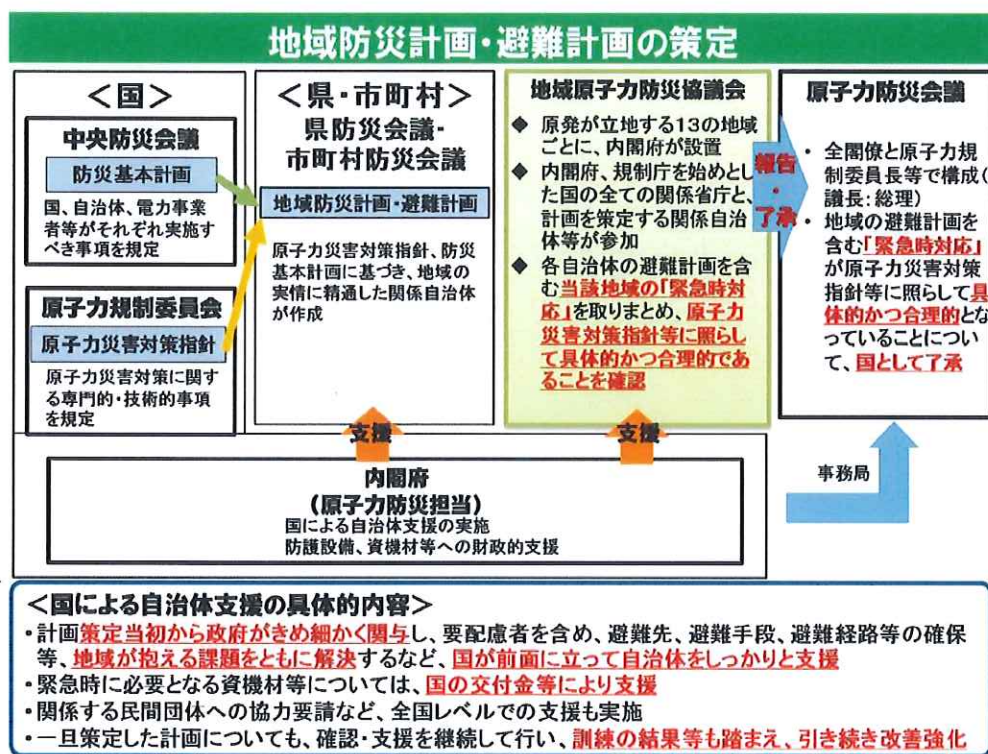 地域防災計画・避難計画の策定
＜国＞
中央防災会議
防災基本計画
国、自治体、電力事業
者等がそれぞれ実施す
べき事項を規定
原子力規制委員会
原子力災害対策指針
原子力災害対策に関す
る専門的・技術的事項
を規定
＜県・市町村＞
県防災会議・
市町村防災会議
地域防災計画・避難計画
原子力災害対策指針、防災
基本計画に基づき、地域の
実情に精通した関係自治体
が作成
支援
地域原子力防災協議会
◆ 原発が立地する13の地域
ごとに、内閣府が設置
◆ 内閣府、規制庁を始めとし
た国の全ての関係省庁と、
計画を策定する関係自治
体等が参加
◆ 各自治体の避難計画を含
む当該地域の「緊急時対
応」を取りまとめ、原子力
災害対策指針等に照らし
て具体的かつ合理的であ
ることを確認
支援
報告
・
了承
原子力防災会議
・ 全閣僚と原子力規
制委員長等で構成(
議長:総理)
・ 地域の避難計画を
含む「緊急時対応」
が原子力災害対策
指針等に照らして具
体的かつ合理的とな
っていることについ
て、国として了承
事務局
内閣府
(原子力防災担当)
国による自治体支援の実施
防護設備、資機材等への財政的支援
＜国による自治体支援の具体的内容＞
・計画策定当初から政府がきめ細かく関与し、要配慮者を含め、避難先、避難手段、避難経路等の確保
等、地域が抱える課題をともに解決するなど、国が前面に立って自治体をしっかりと支援
・緊急時に必要となる資機材等については、国の交付金等により支援
・関係する民間団体への協力要請など、全国レベルでの支援も実施
・一旦策定した計画についても、確認・支援を継続して行い、訓練の結果等も踏まえ、引き続き改善強化